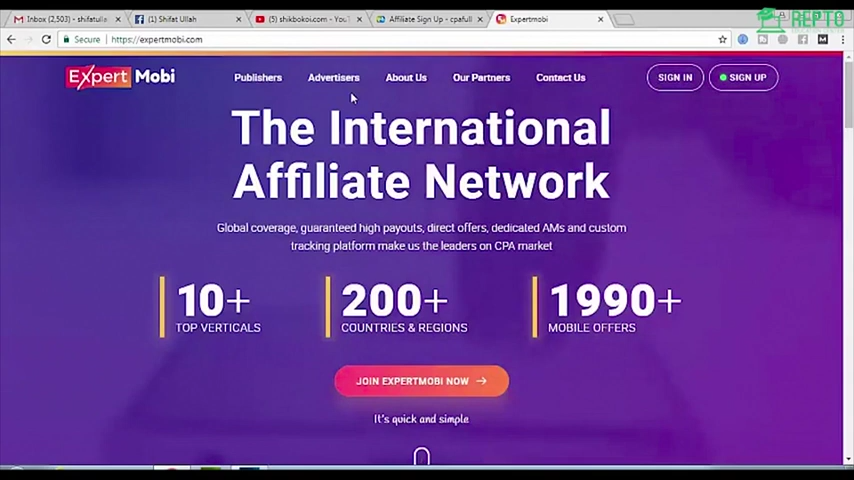 Inbox (2,503) - shifatulla
(1) Shifat Ullah
(5) shikbokoi.com - YouT
Affiliate Sign Up - cpafull
Expertmobi
REPTO
Secure
https://expertmobi.com
Expert Mobi
Publishers
Advertisers
About Us
Our Partners
Contact Us
SIGN IN
SIGN UP
The International
Affiliate Network
Global coverage, guaranteed high payouts, direct offers, dedicated AMs and custom
tracking platform make us the leaders on CPA market
10+
200+
1990+
TOP VERTICALS
COUNTRIES & REGIONS
MOBILE OFFERS
JOIN EXPERTMOBI NOW
It's quick and simple